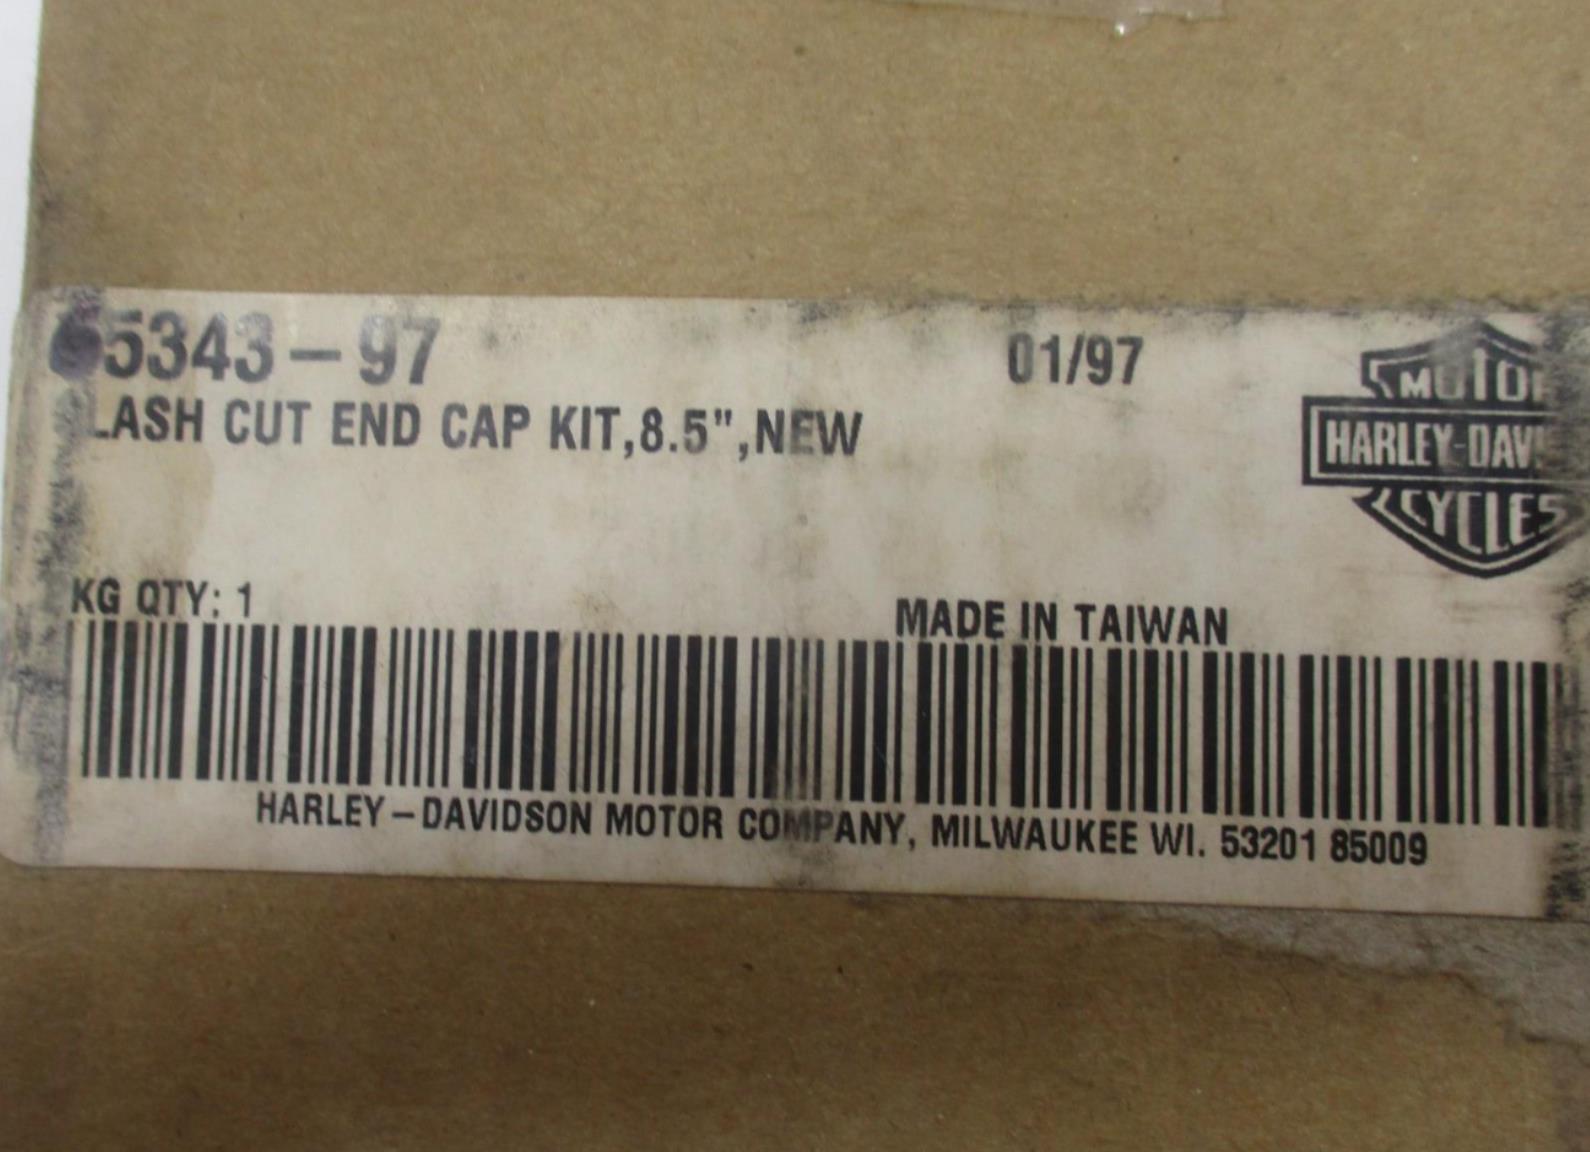 65343-97 01/97
LASH CUT END CAP KIT,8.5",NEW
MOTOR
HARLEY-DAVI
CYCLES
KG QTY: 1
MADE IN TAIWAN
HARLEY-DAVIDSON MOTOR COMPANY, MILWAUKEE WI. 53201 85009